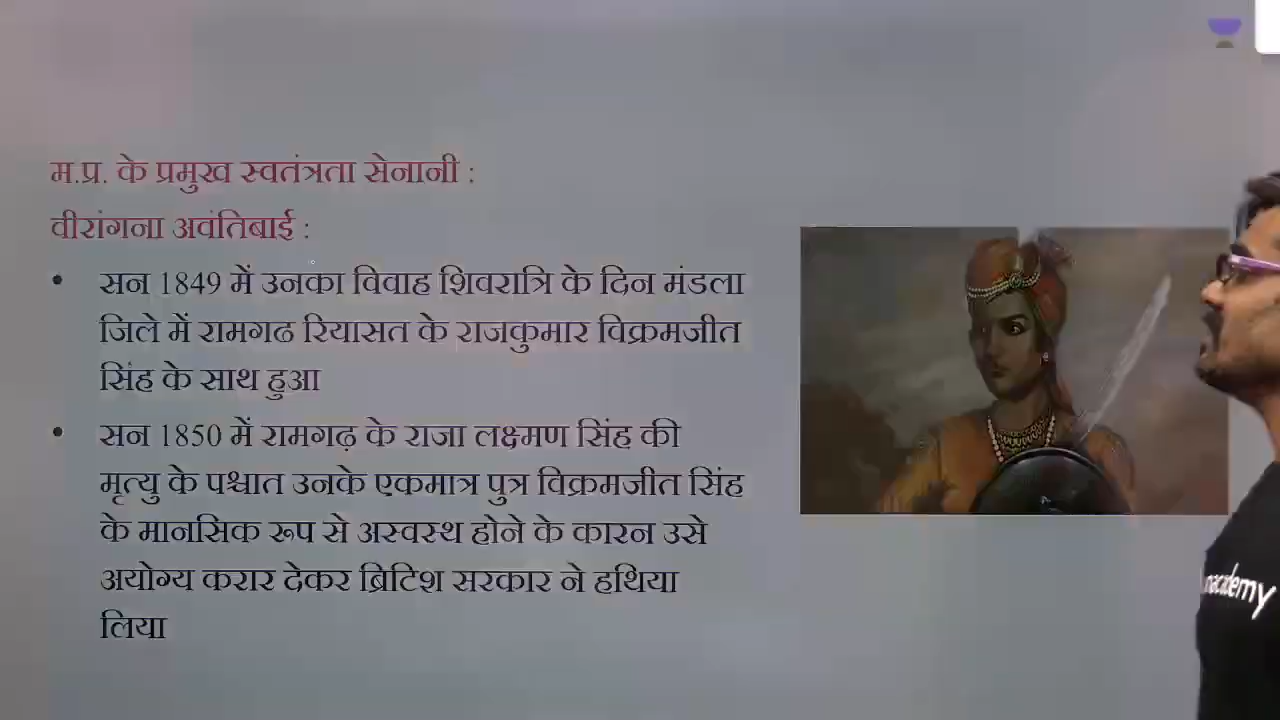 म.प्र. के प्रमुख स्वतंत्रता सेनानी :
वीरांगना अवंतिबाई :
• सन 1849 में उनका विवाह शिवरात्रि के दिन मंडला
जिले में रामगढ रियासत के राजकुमार विक्रमजीत
सिंह के साथ हुआ
• सन 1850 में रामगढ़ के राजा लक्ष्मण सिंह की
मृत्यु के पश्चात उनके एकमात्र पुत्र विक्रमजीत सिंह
के मानसिक रूप से अस्वस्थ होने के कारन उसे
अयोग्य करार देकर ब्रिटिश सरकार ने हथिया
लिया
nacademy